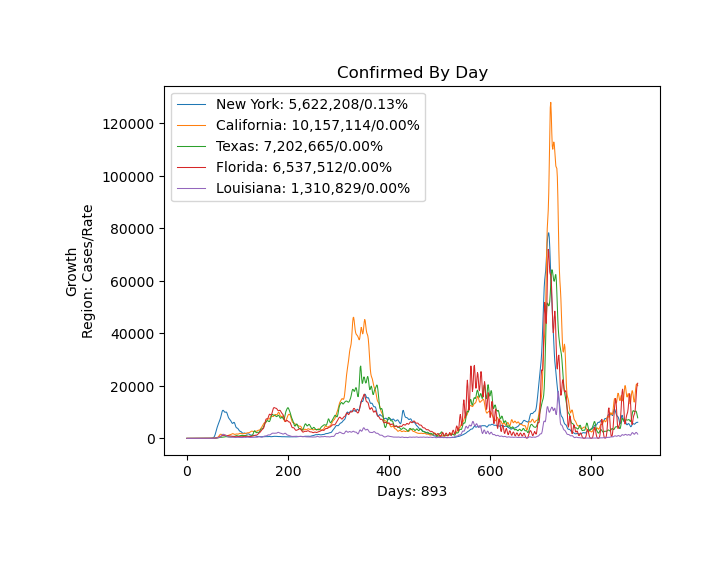 Confirmed By Day
New York: 5,622,208/0.13%
California: 10,157,114/0.00%
Texas: 7,202,665/0.00%
Florida: 6,537,512/0.00%
Louisiana: 1,310,829/0.00%
Growth
Region: Cases/Rate
120000
100000
80000
60000
40000
20000
0
0 200 400 600 800
Days: 893